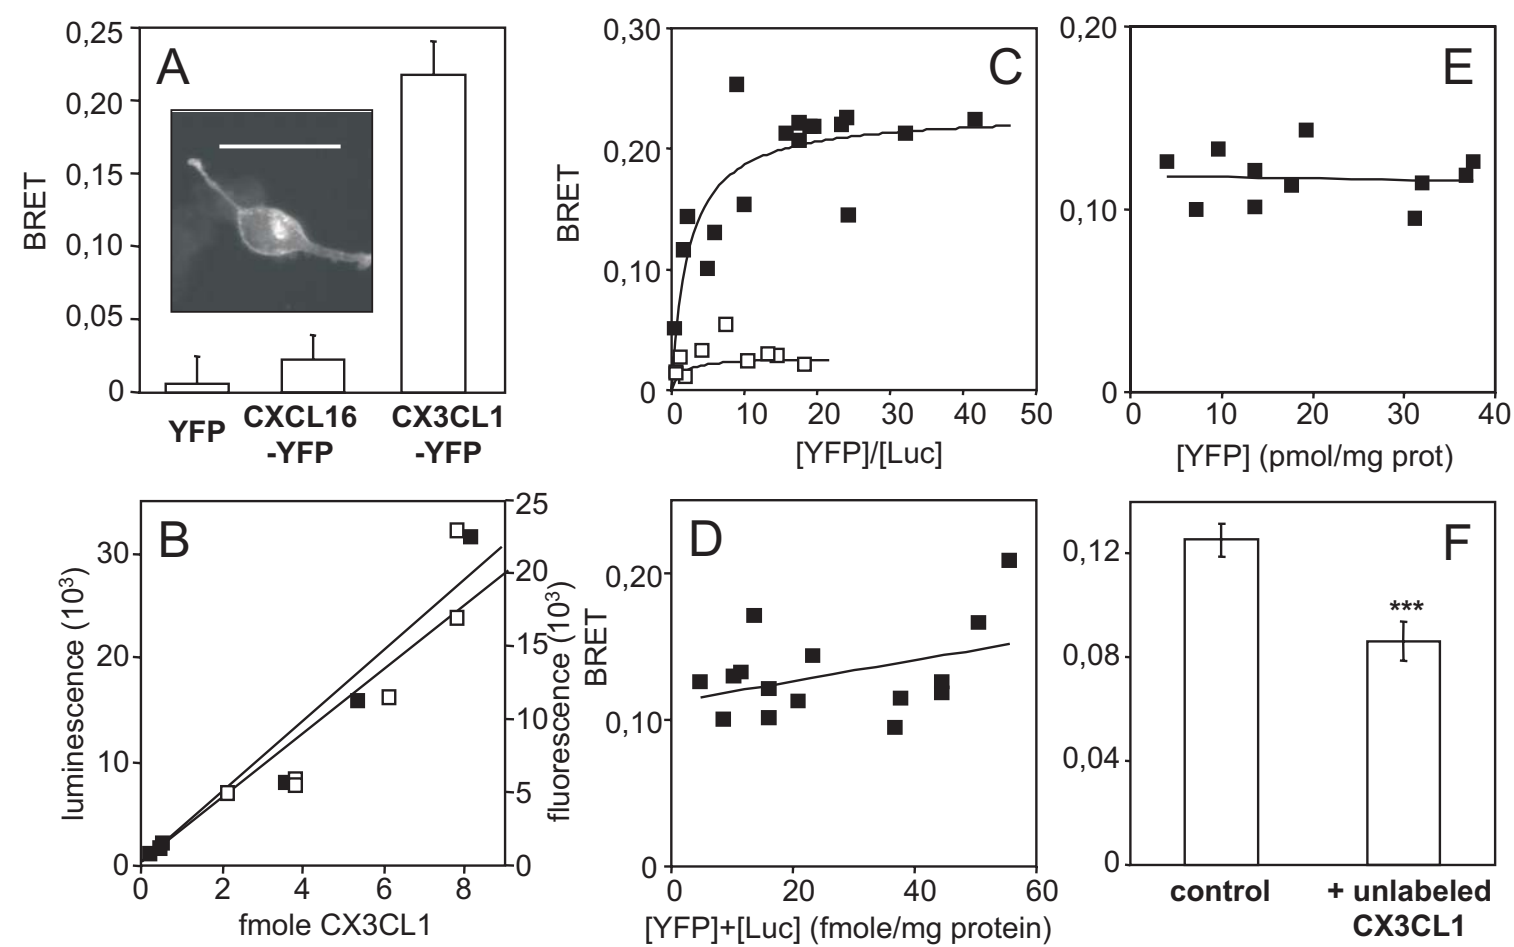 A
BRET
0,25
0,20
0,15
0,10
0,05
0
YFP
CXCL16
-YFP
CX3CL1
-YFP
B
luminescence (10³)
30
20
10
0
25
20
15
10
5
0
fluorescence (10³)
0 2 4 6 8
fmole CX3CL1
C
BRET
0,30
0,20
0,10
0
0 10 20 30 40 50
[YFP]/[Luc]
D
BRET
0,20
0,10
0
0 20 40 60
[YFP]+[Luc] (fmole/mg protein)
E
0,20
0,10
0
0 10 20 30 40
[YFP] (pmol/mg prot)
F
0,12
0,08
0,04
0
***
control
+ unlabeled
CX3CL1